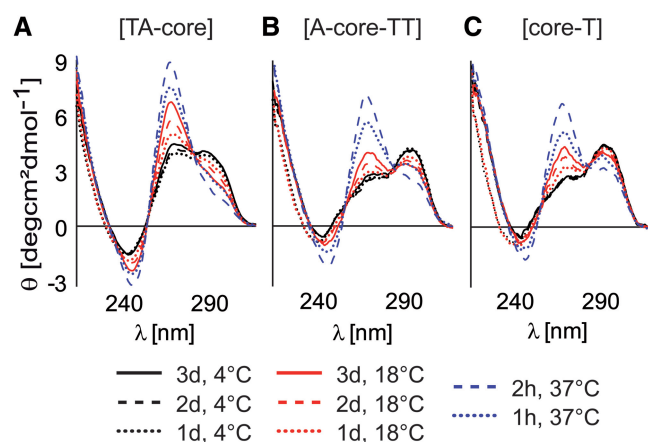 A [TA-core] B [A-core-TT] C [core-T]
θ [degcm²dmol⁻¹]
9
6
3
0
-3
240 290 240 290 240 290
λ [nm] λ [nm] λ [nm]
3d, 4°C 3d, 18°C
2d, 4°C 2d, 18°C 2h, 37°C
1d, 4°C 1d, 18°C 1h, 37°C